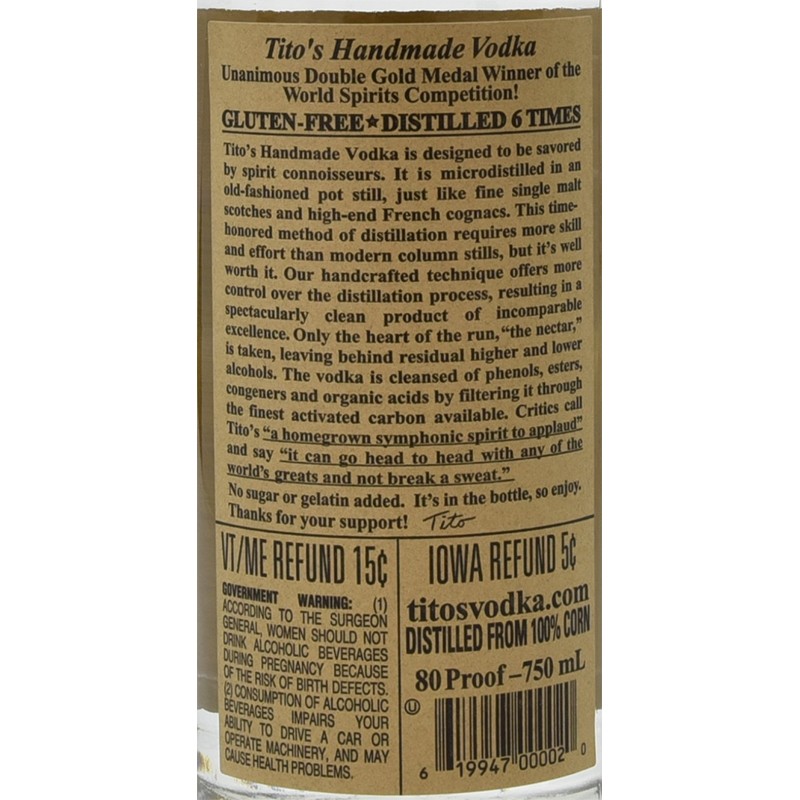 Tito's Handmade Vodka
Unanimous Double Gold Medal Winner of the
World Spirits Competition!
GLUTEN-FREE★DISTILLED 6 TIMES
Tito's Handmade Vodka is designed to be savored
by spirit connoisseurs. It is microdistilled in an
old-fashioned pot still, just like fine single malt
scotches and high-end French cognacs. This time-
honored method of distillation requires more skill
and effort than modern column stills, but it's well
worth it. Our handcrafted technique offers more
control over the distillation process, resulting in a
spectacularly clean product of incomparable
excellence. Only the heart of the run, "the nectar,"
is taken, leaving behind residual higher and lower
alcohols. The vodka is cleansed of phenols, esters,
congeners and organic acids by filtering it through
the finest activated carbon available. Critics call
Tito's "a homegrown symphonic spirit to applaud"
and say "it can go head to head with any of the
world's greats and not break a sweat."
No sugar or gelatin added. It's in the bottle, so enjoy.
Thanks for your support! Tito
VT/ME REFUND 15¢
GOVERNMENT WARNING: (1)
ACCORDING TO THE SURGEON
GENERAL, WOMEN SHOULD NOT
DRINK ALCOHOLIC BEVERAGES
DURING PREGNANCY BECAUSE
OF THE RISK OF BIRTH DEFECTS.
(2) CONSUMPTION OF ALCOHOLIC
BEVERAGES IMPAIRS YOUR
ABILITY TO DRIVE A CAR OR
OPERATE MACHINERY, AND MAY
CAUSE HEALTH PROBLEMS.
IOWA REFUND 5¢
titosvodka.com
DISTILLED FROM 100% CORN
80 Proof – 750 mL
U
6 19947 00002 0